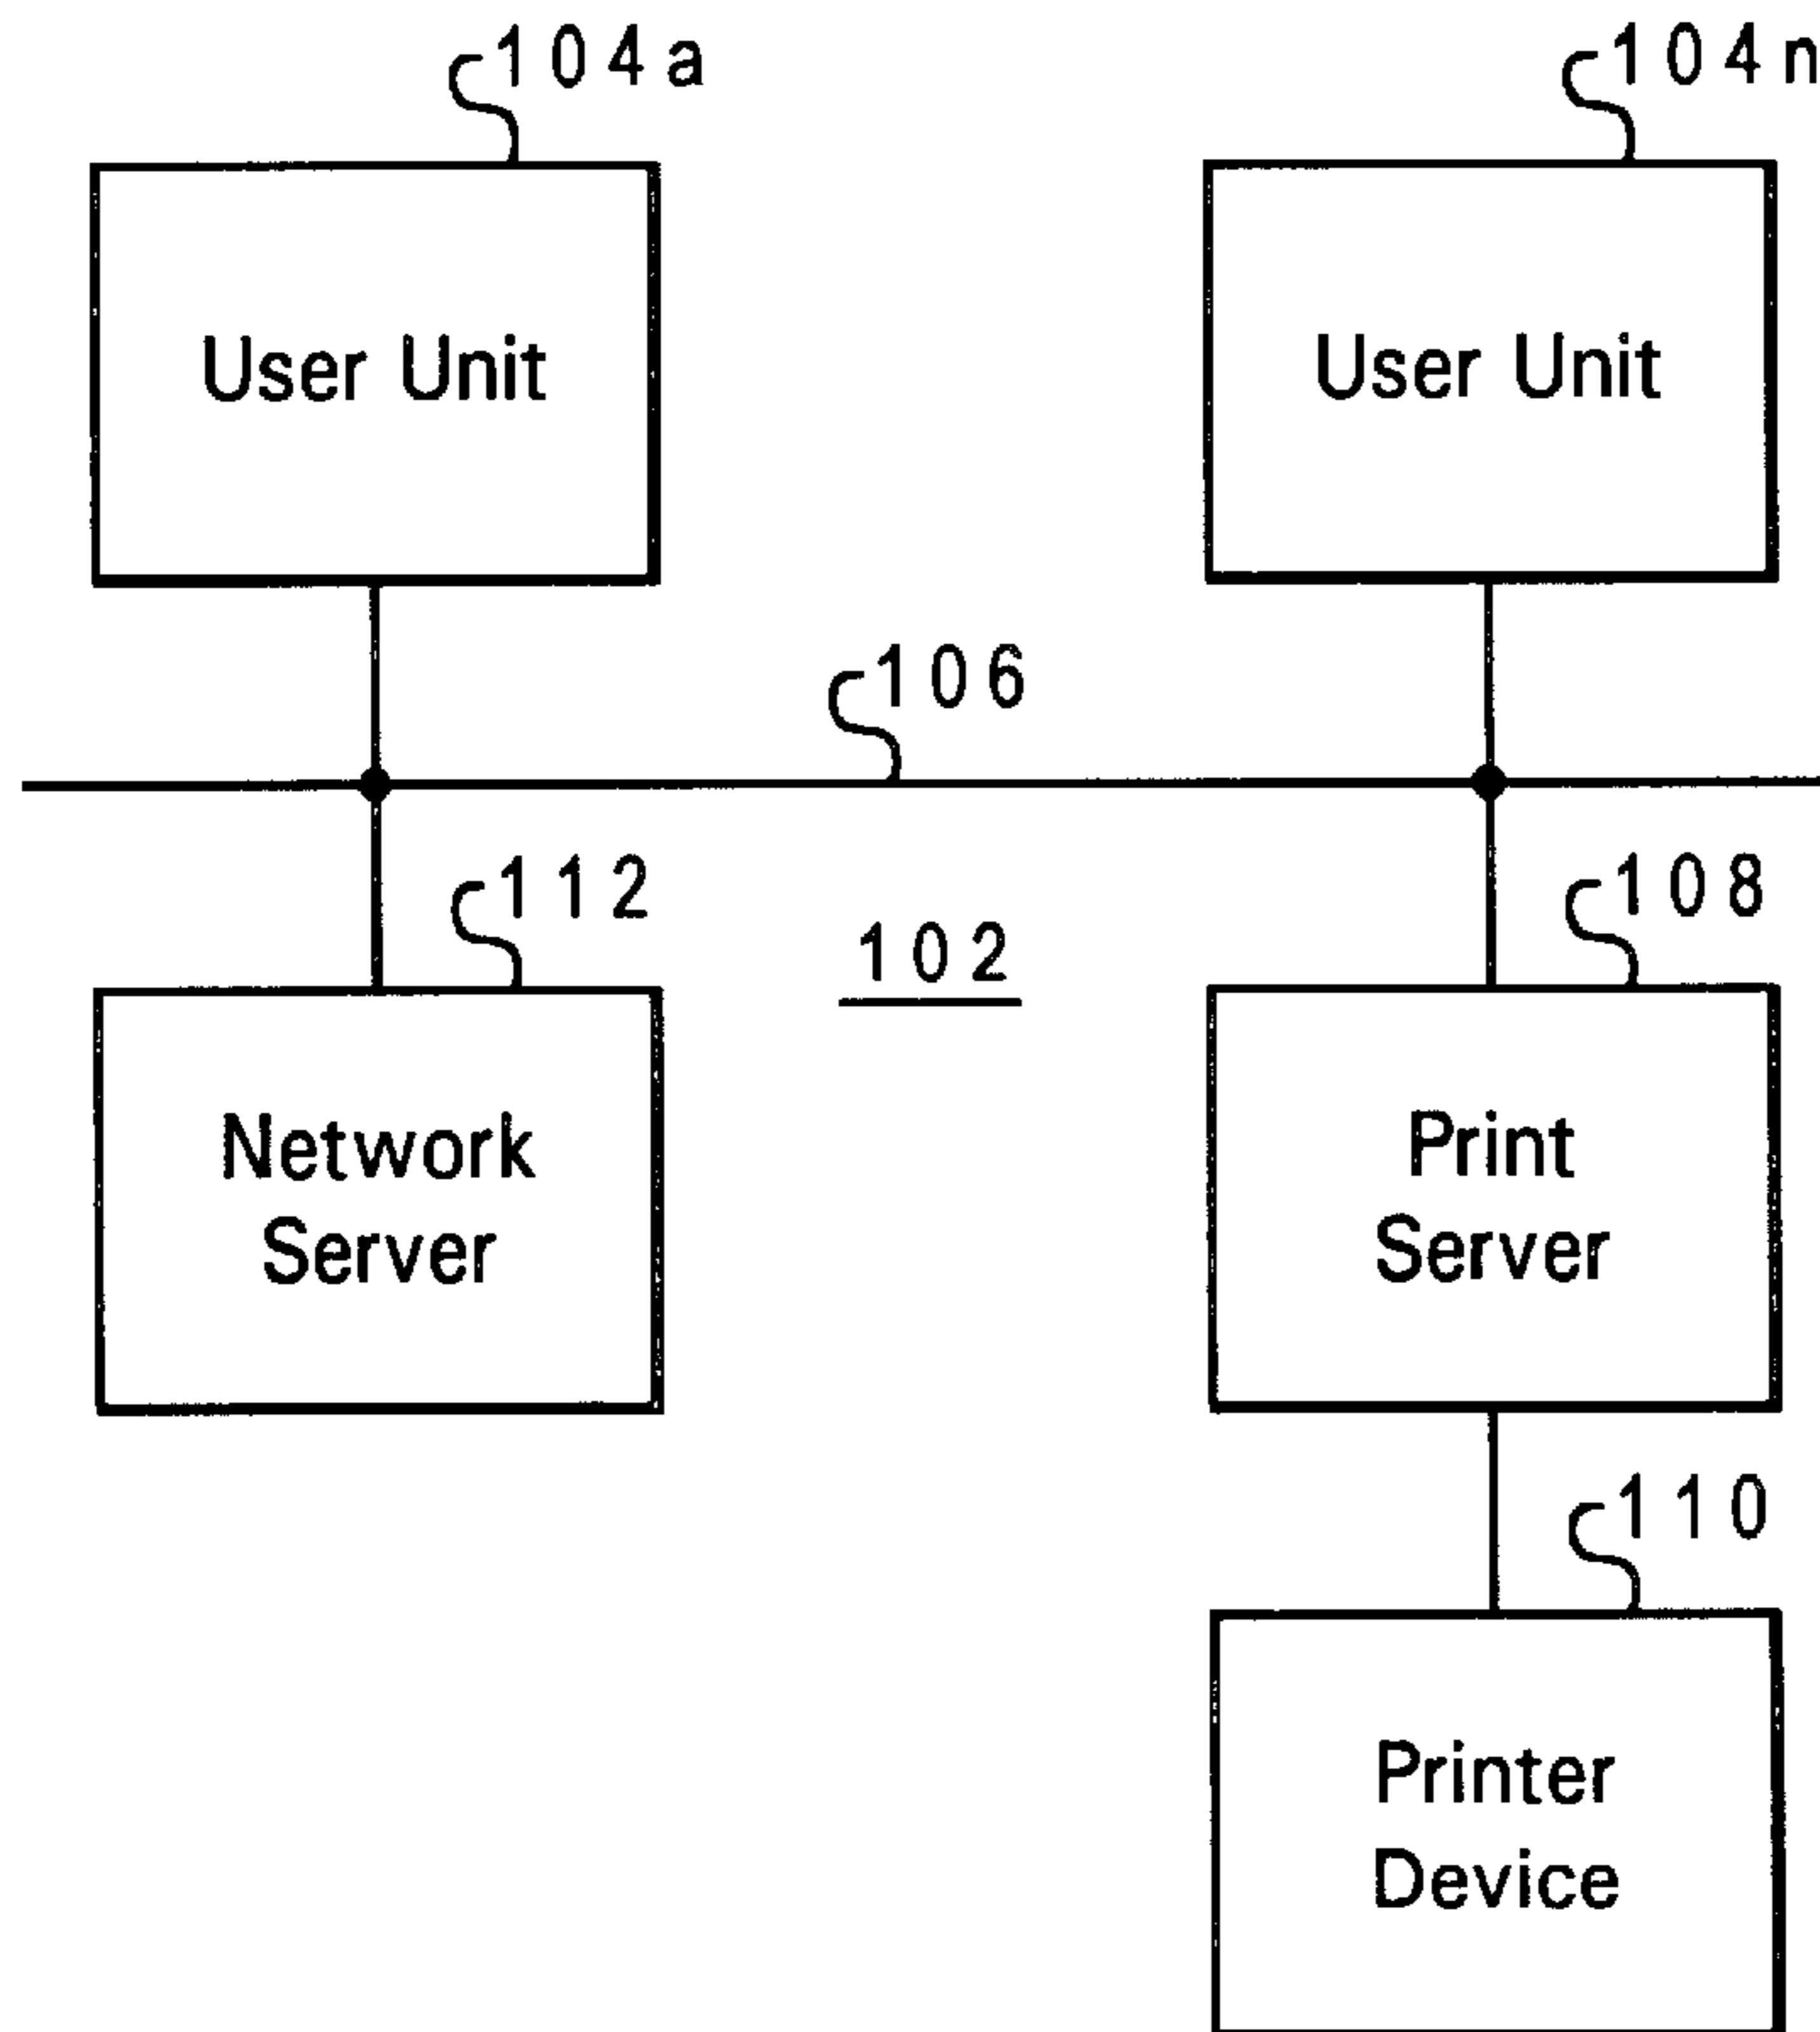 104a
104n
User Unit
User Unit
106
112
108
102
Network
Server
Print
Server
110
Printer
Device